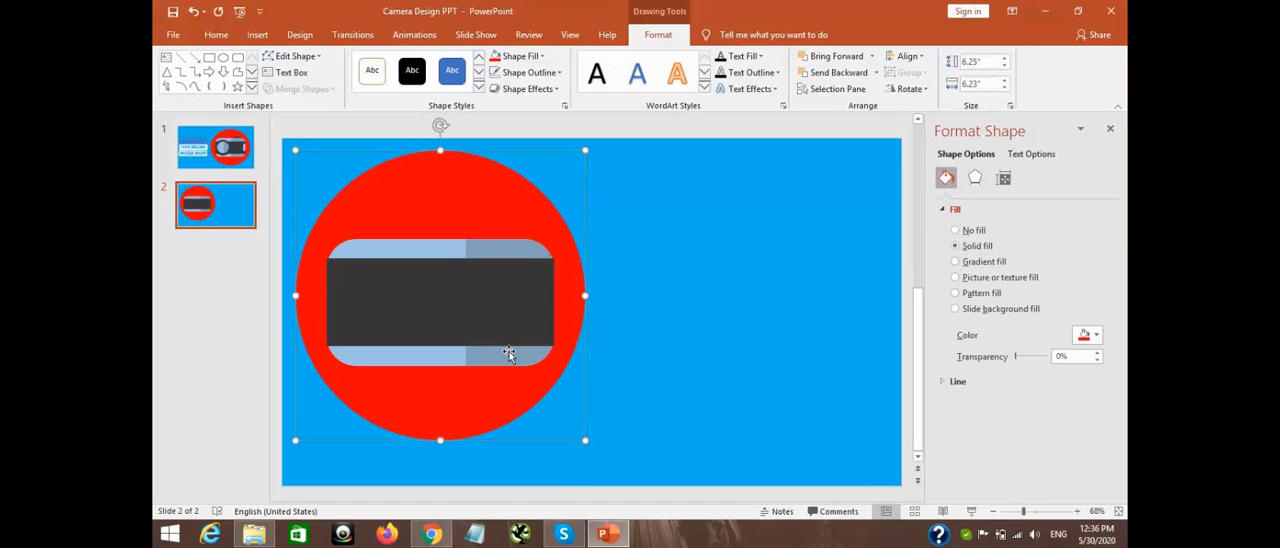 Camera Design PPT - PowerPoint
Drawing Tools
Sign in
File Home Insert Design Transitions Animations Slide Show Review View Help Format Tell me what you want to do Share
Edit Shape
Text Box
Merge Shapes
Insert Shapes
Abc Abc Abc
Shape Fill
Shape Outline
Shape Effects
Shape Styles
A A A
Text Fill
Text Outline
Text Effects
WordArt Styles
Bring Forward
Send Backward
Selection Pane
Align
Group
Rotate
Arrange
6.25"
6.23"
Size
1
2
Format Shape
Shape Options Text Options
Fill
No fill
Solid fill
Gradient fill
Picture or texture fill
Pattern fill
Slide background fill
Color
Transparency 0%
Line
Slide 2 of 2 English (United States) Notes Comments 68%
ENG
12:36 PM
5/30/2020